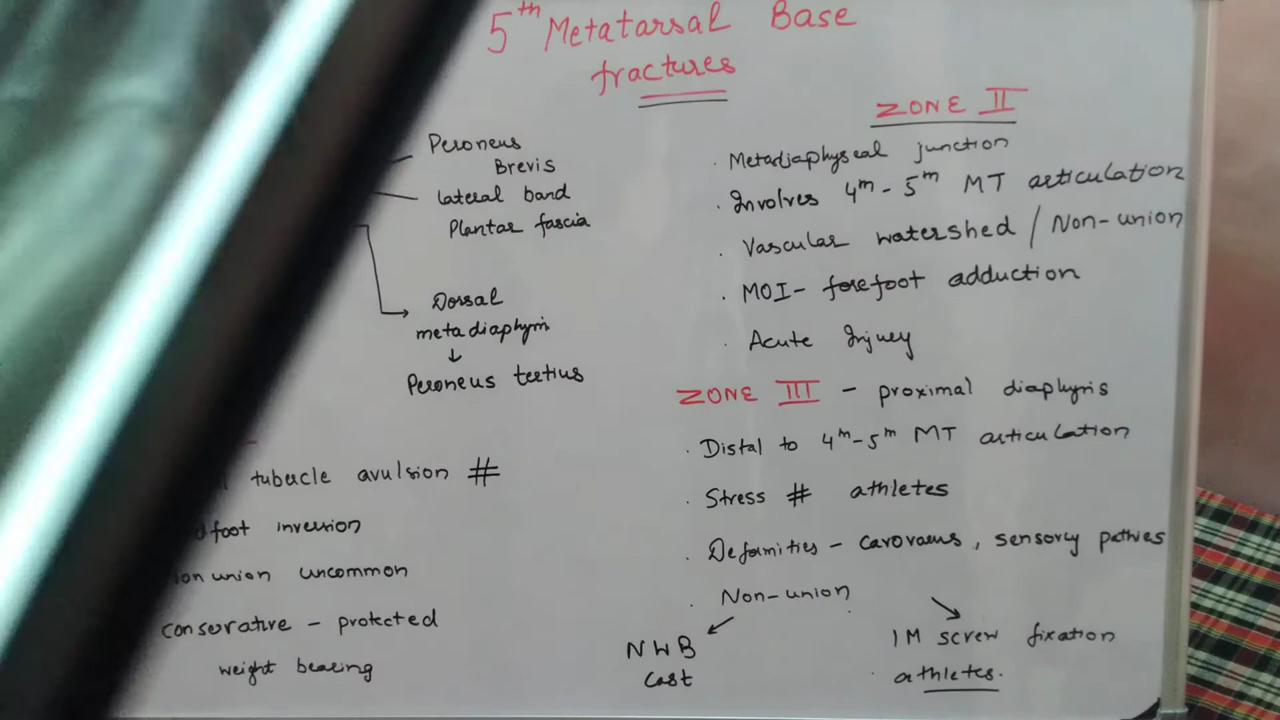 5th Metatarsal Base
fractures
Peroneus
Brevis
lateral band
Plantar fascia
Dorsal
metadiaphysis
Peroneus tertius
tubercle avulsion #
foot inversion
non union uncommon
conservative - protected
weight bearing
ZONE II
. Metadiaphyseal junction
. Involves 4th - 5th MT articulation
. Vascular watershed / Non-union
. MOI - forefoot adduction
. Acute Injury
ZONE III - proximal diaphysis
. Distal to 4th - 5th MT articulation
. Stress # athletes
. Deformities - cavovarus, sensory pathies
. Non-union
NWB
cast
IM screw fixation
athletes.